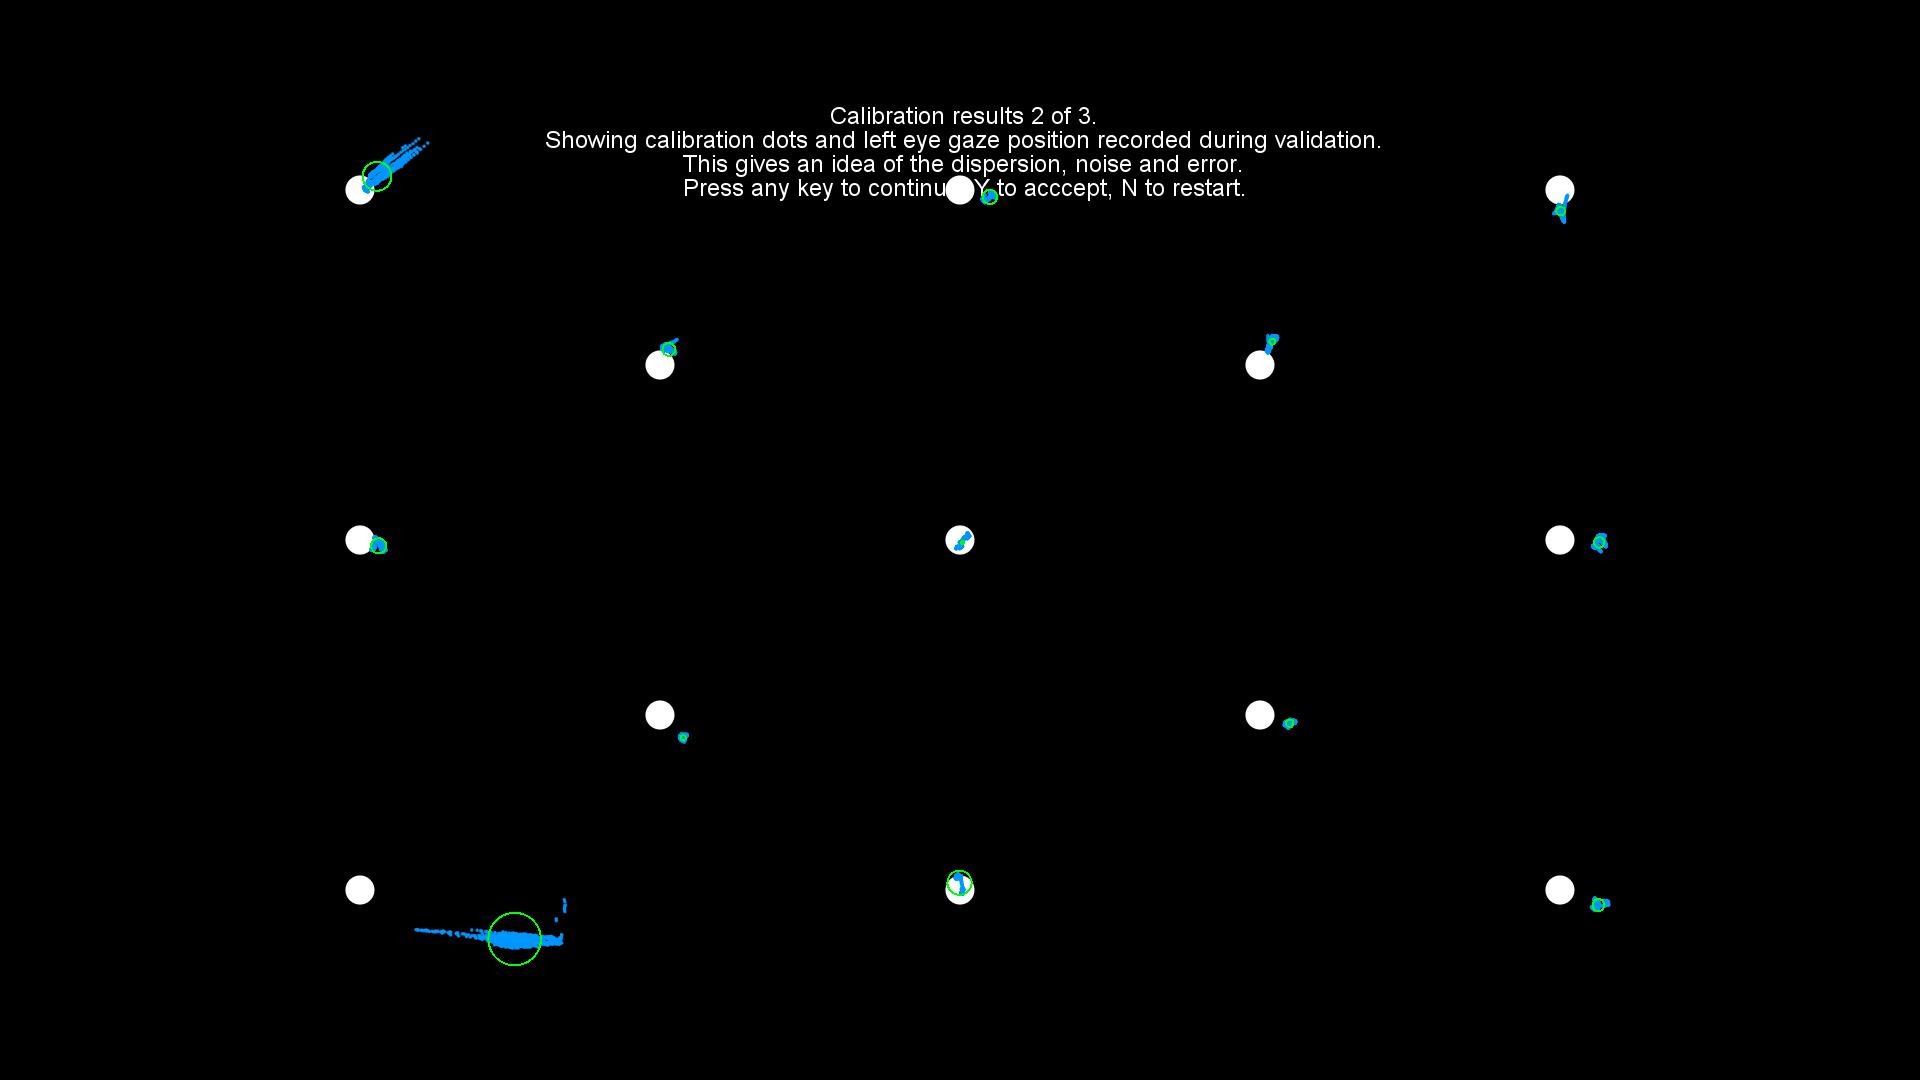 Calibration results 2 of 3.
Showing calibration dots and left eye gaze position recorded during validation.
This gives an idea of the dispersion, noise and error.
Press any key to continu Y to acccept, N to restart.